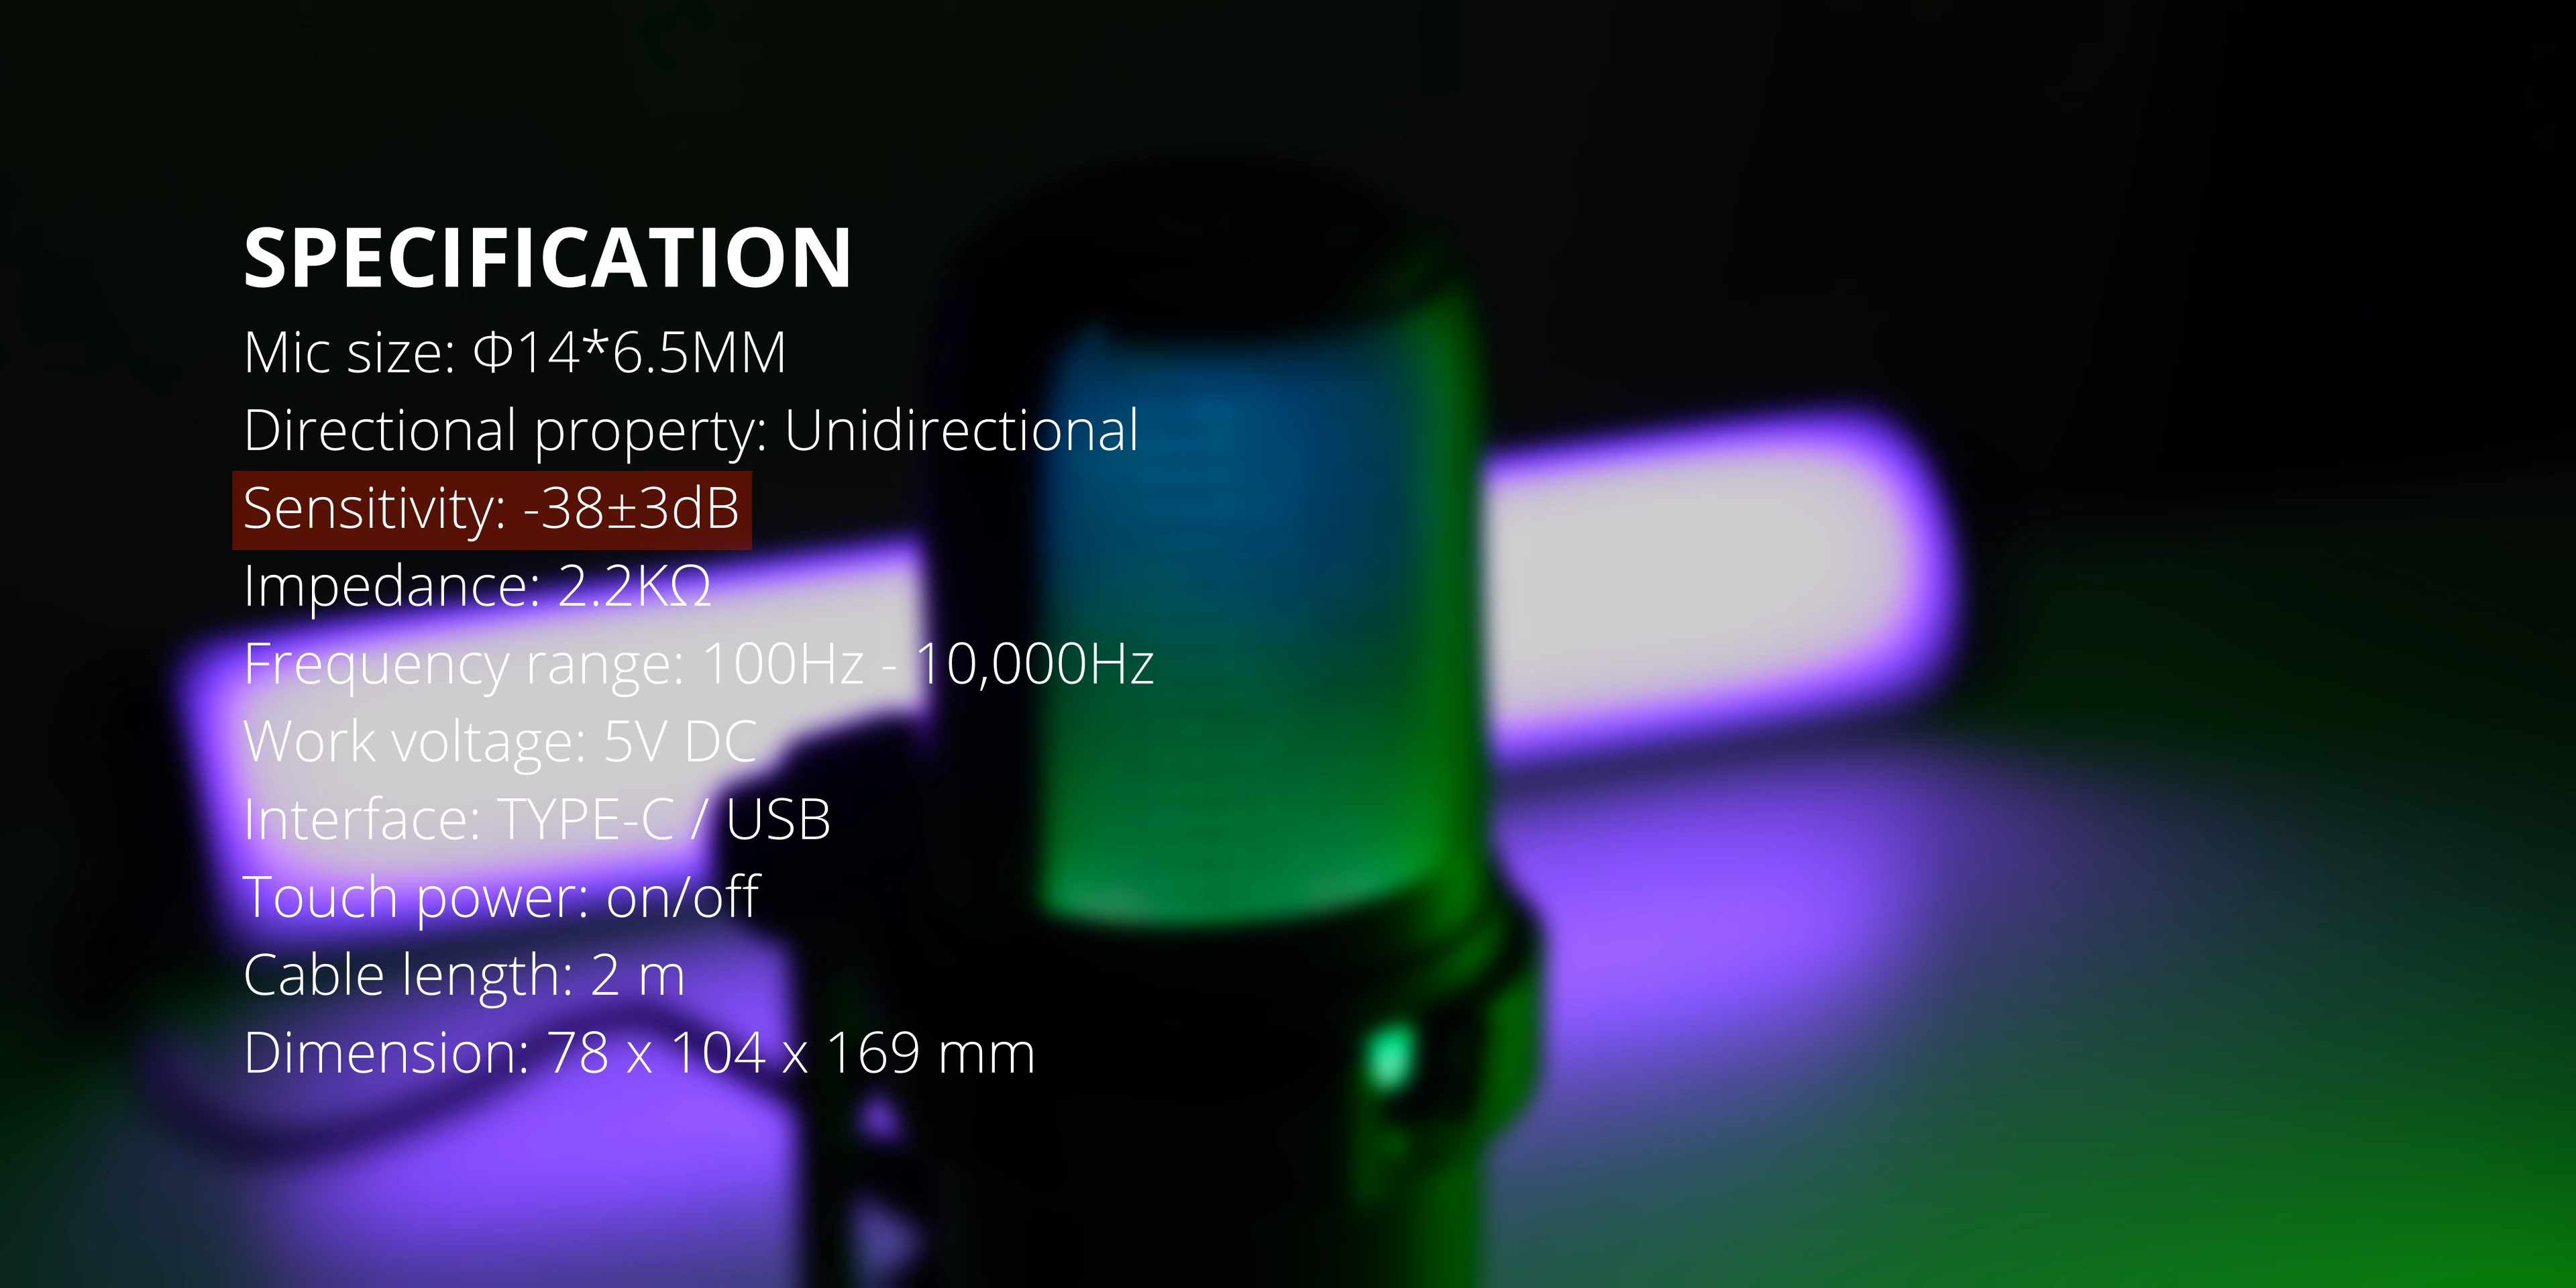 SPECIFICATION
Mic size: Φ14*6.5MM
Directional property: Unidirectional
Sensitivity: -38±3dB
Impedance: 2.2KΩ
Frequency range: 100Hz - 10,000Hz
Work voltage: 5V DC
Interface: TYPE-C / USB
Touch power: on/off
Cable length: 2 m
Dimension: 78 x 104 x 169 mm